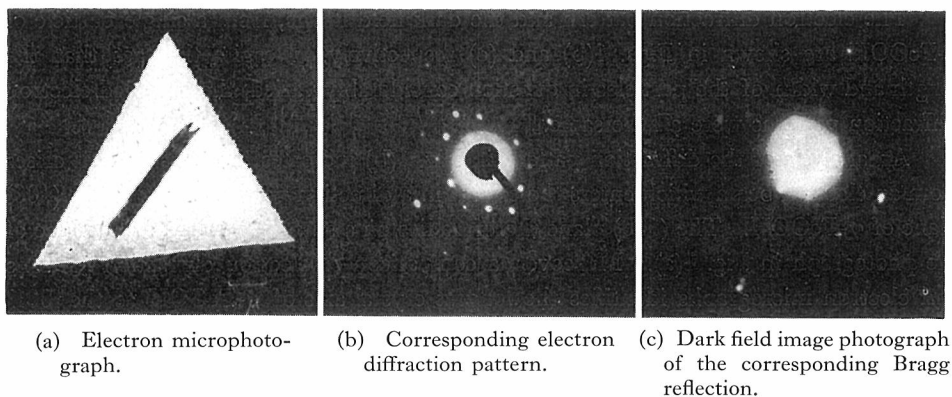 (a) Electron microphoto-
graph.
(b) Corresponding electron
diffraction pattern.
(c) Dark field image photograph
of the corresponding Bragg
reflection.